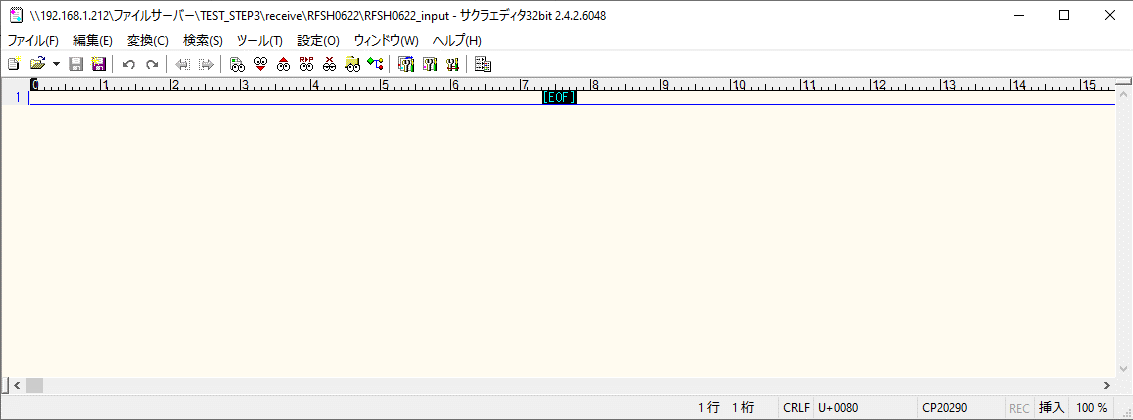 \\192.168.1.212\ファイルサーバー\TEST_STEP3\receive\RFSH0622\RFSH0622_input - サクラエディタ32bit 2.4.2.6048
ファイル(F) 編集(E) 変換(C) 検索(S) ツール(T) 設定(O) ウィンドウ(W) ヘルプ(H)
0 1 2 3 4 5 6 7 8 9 10 11 12 13 14 15
1 [EOF]
1 行 1 桁 CRLF U+0080 CP20290 REC 挿入 100 %